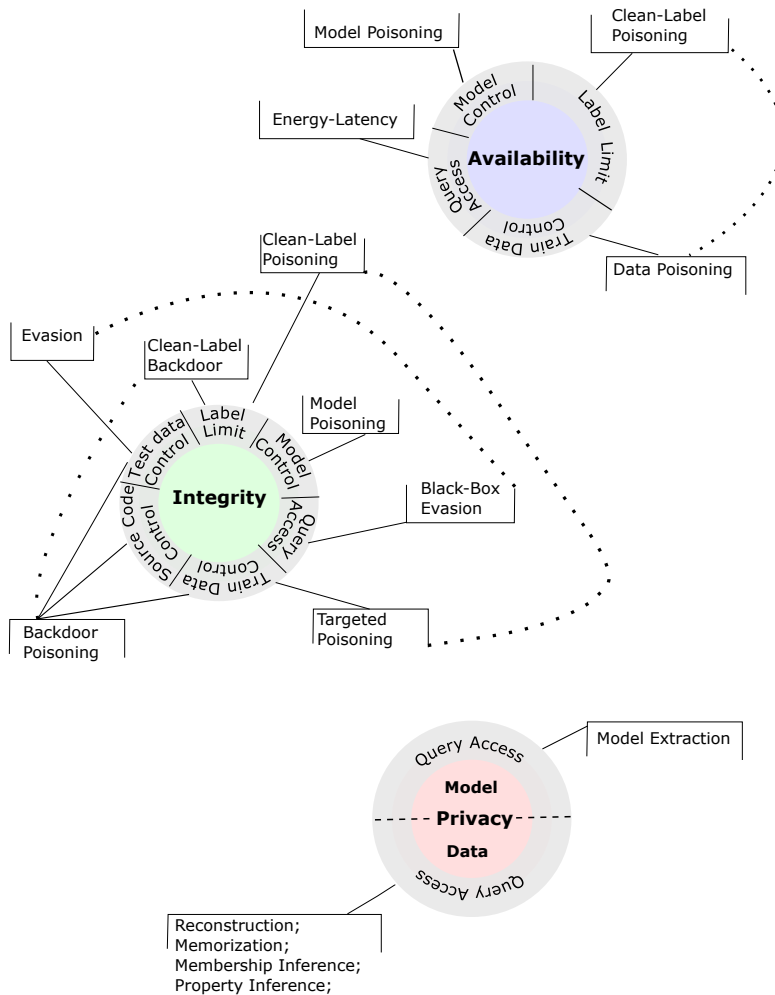 Model Poisoning
Clean-Label
Poisoning
Energy-Latency
Model
Control
Label Limit
Query
Access
Train Data
Control
Availability
Data Poisoning
Clean-Label
Poisoning
Evasion
Clean-Label
Backdoor
Model
Poisoning
Test data
Control
Label
Limit
Model
Control
Query
Access
Train Data
Control
Source Code
Control
Integrity
Black-Box
Evasion
Backdoor
Poisoning
Targeted
Poisoning
Query Access
Model
Privacy
Data
Query Access
Model Extraction
Reconstruction;
Memorization;
Membership Inference;
Property Inference;